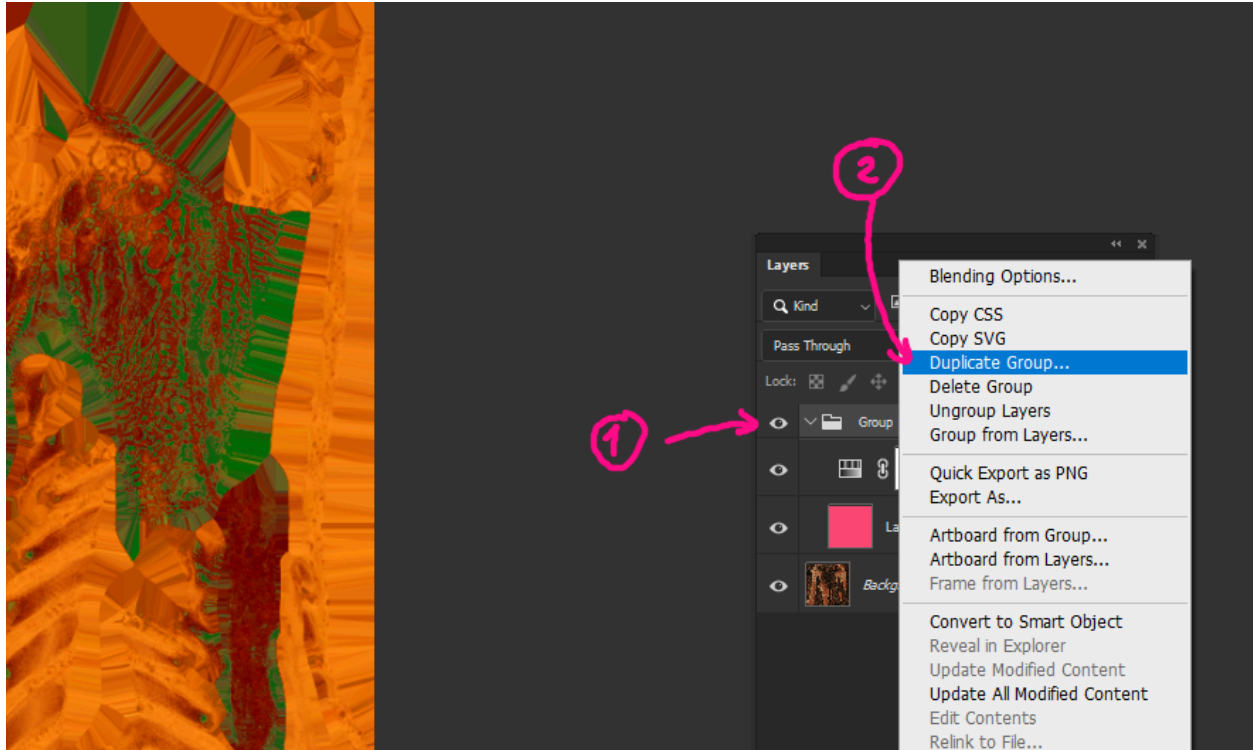 2
Layers
Kind
Pass Through
Lock:
1
Group
La
Backg
Blending Options...
Copy CSS
Copy SVG
Duplicate Group...
Delete Group
Ungroup Layers
Group from Layers...
Quick Export as PNG
Export As...
Artboard from Group...
Artboard from Layers...
Frame from Layers...
Convert to Smart Object
Reveal in Explorer
Update Modified Content
Update All Modified Content
Edit Contents
Relink to File...